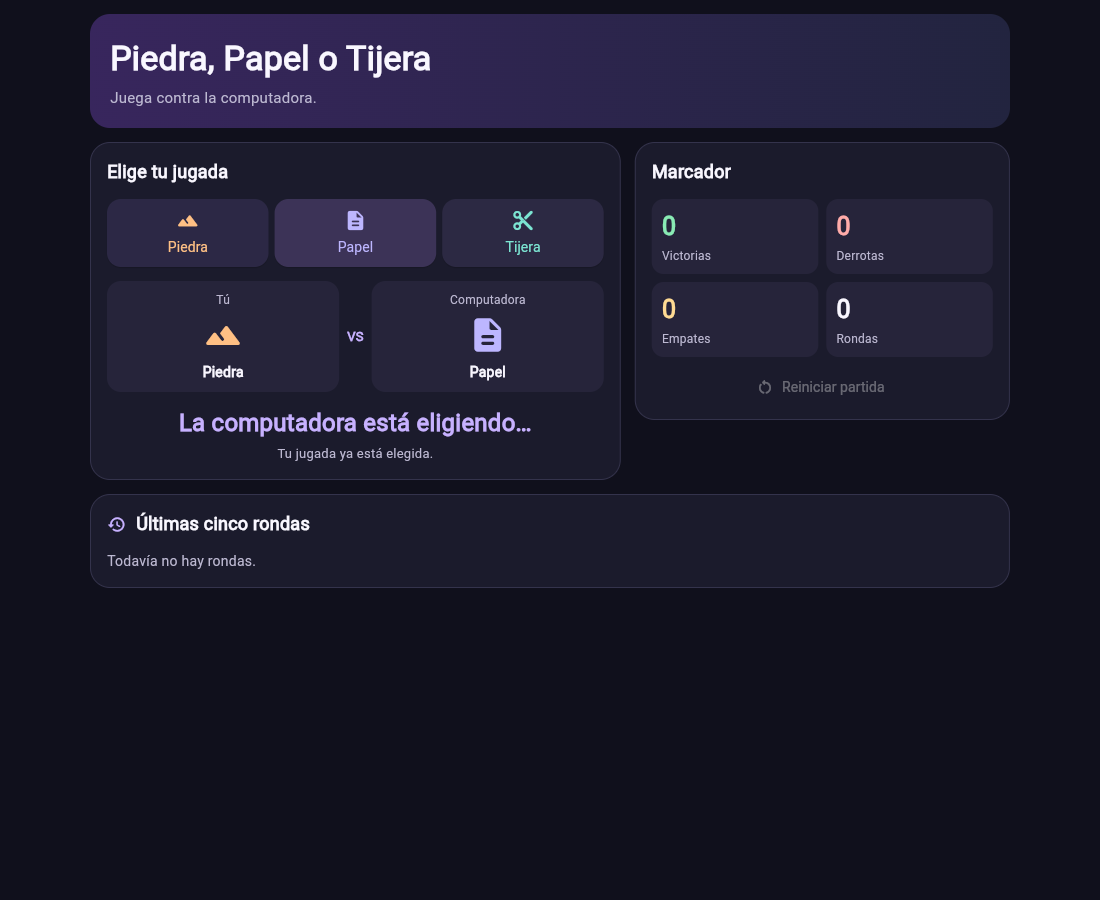 Piedra, Papel o Tijera
Juega contra la computadora.
Elige tu jugada
Piedra
Papel
Tijera
Tú
Piedra
VS
Computadora
Papel
La computadora está eligiendo…
Tu jugada ya está elegida.
Marcador
0
Victorias
0
Derrotas
0
Empates
0
Rondas
Reiniciar partida
Últimas cinco rondas
Todavía no hay rondas.